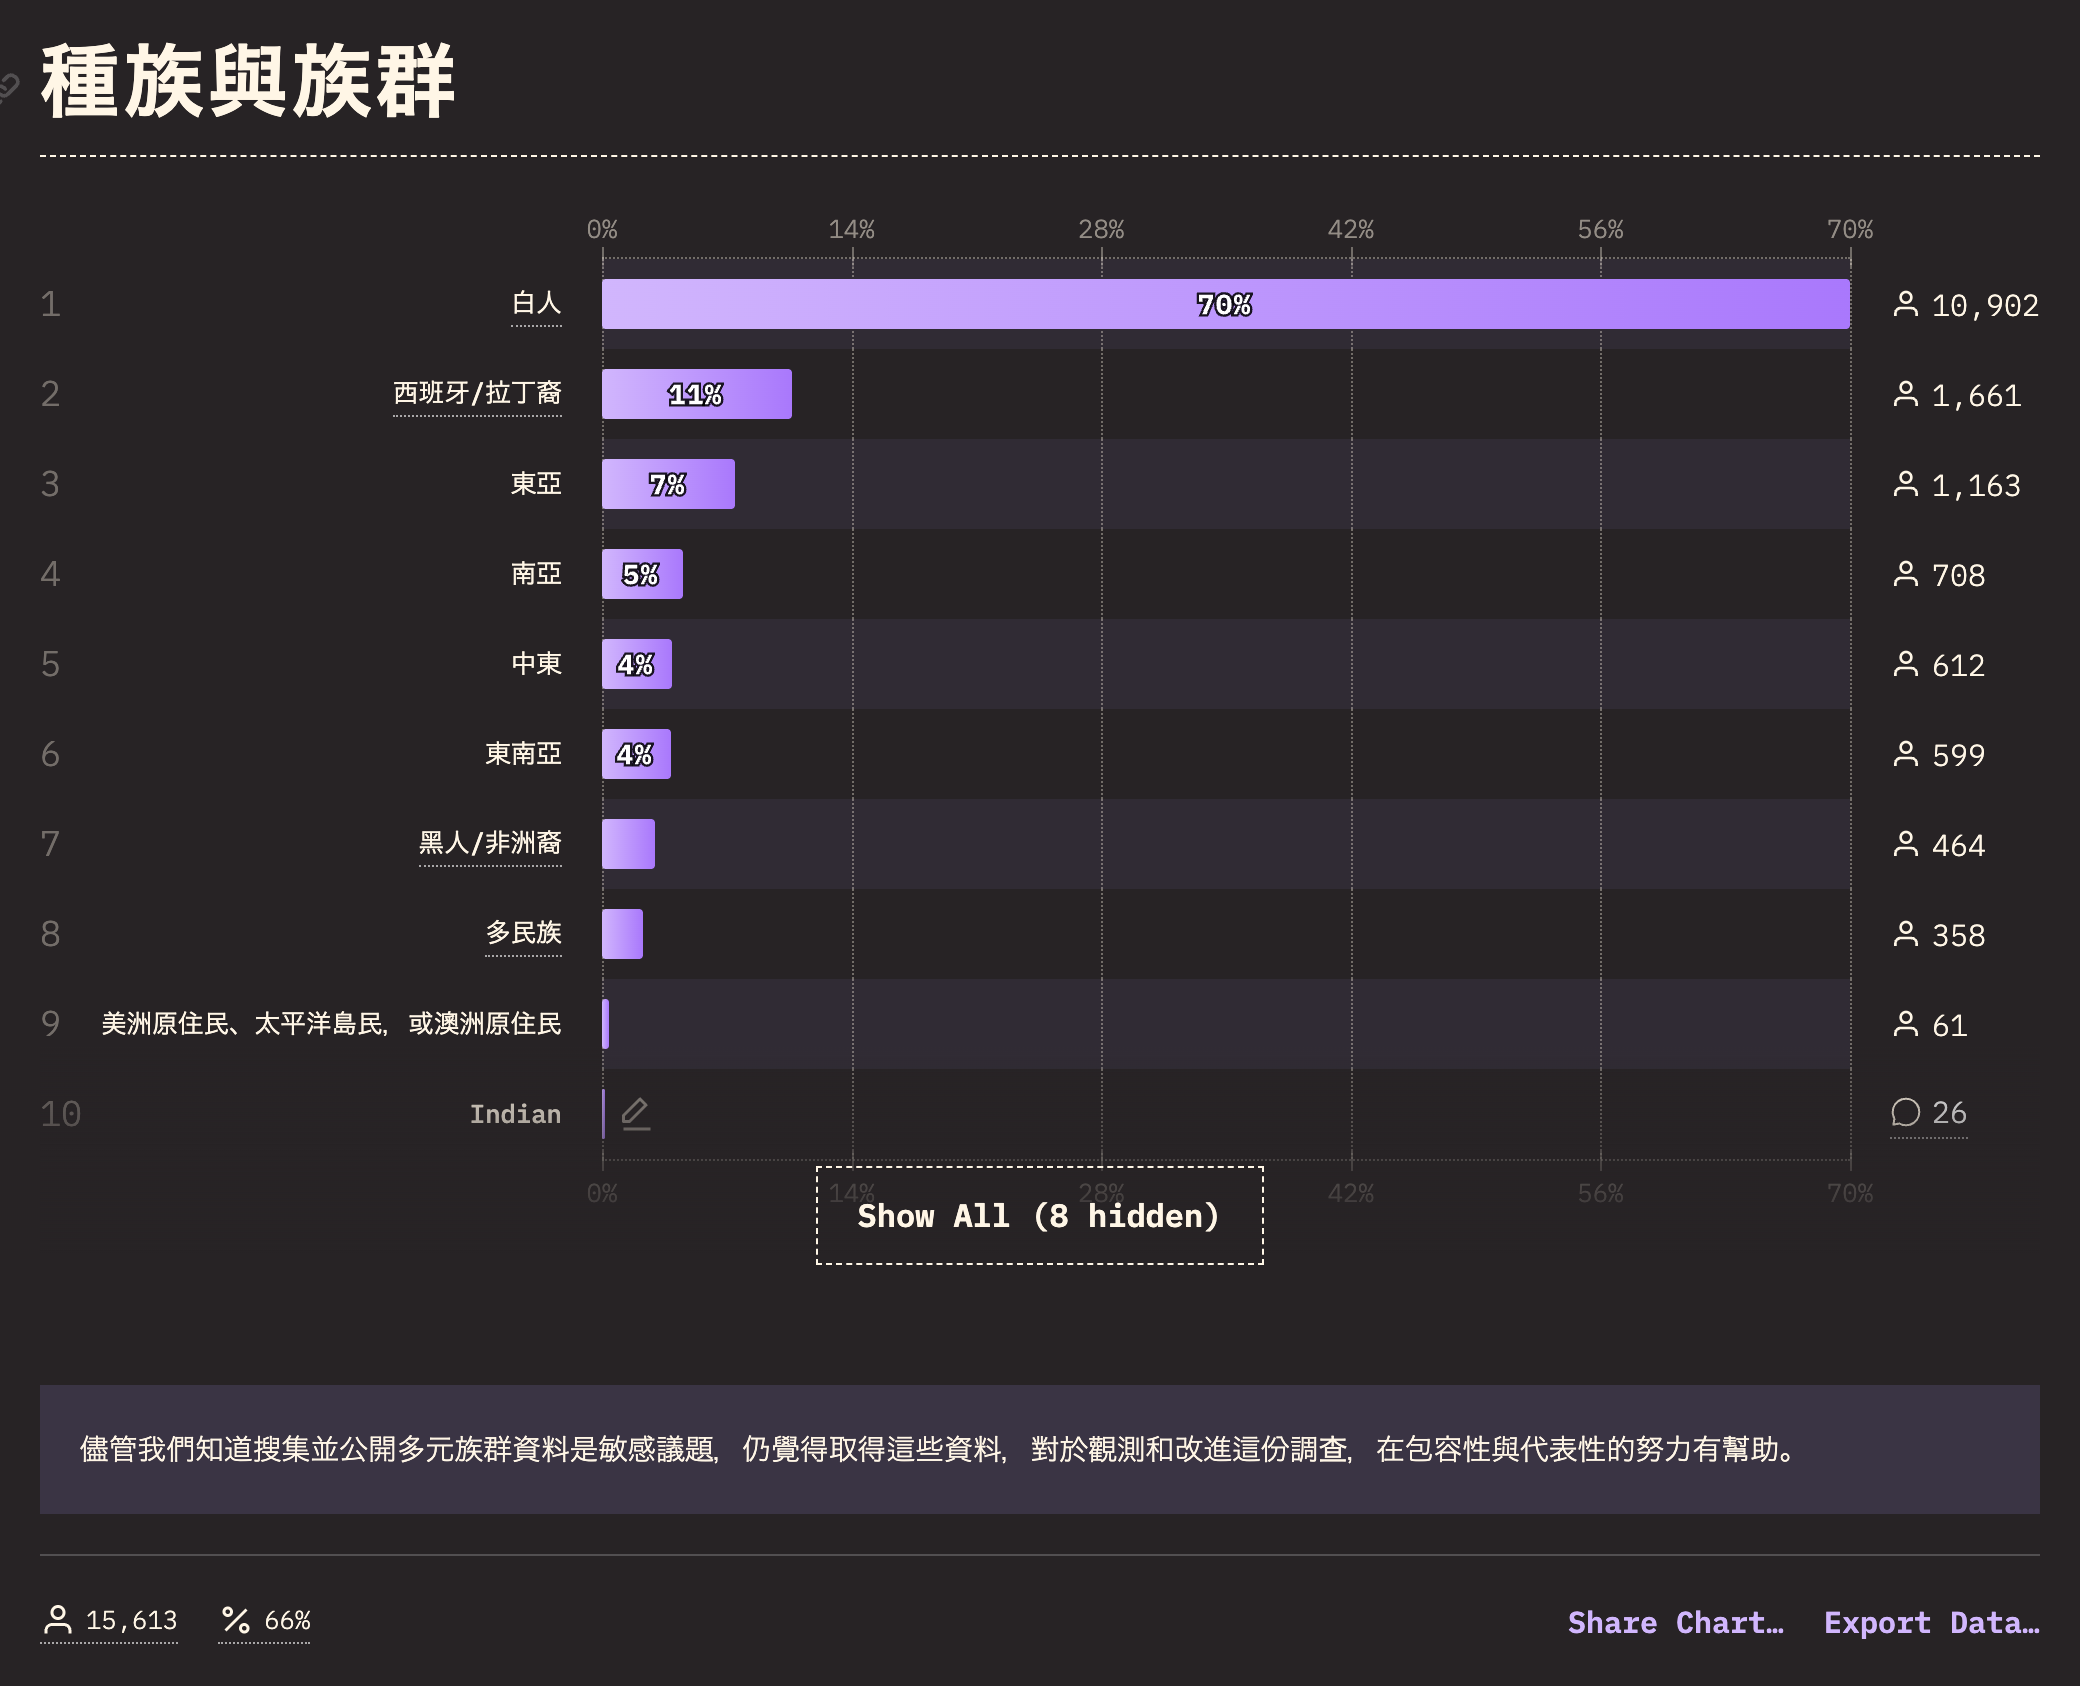 種族與族群
0% 14% 28% 42% 56% 70%
1 白人 70% 10,902
2 西班牙/拉丁裔 11% 1,661
3 東亞 7% 1,163
4 南亞 5% 708
5 中東 4% 612
6 東南亞 4% 599
7 黑人/非洲裔 464
8 多民族 358
9 美洲原住民、太平洋島民，或澳洲原住民 61
10 Indian 26
0% 14% 28% 42% 56% 70%
Show All (8 hidden)
儘管我們知道搜集並公開多元族群資料是敏感議題，仍覺得取得這些資料，對於觀測和改進這份調查，在包容性與代表性的努力有幫助。
15,613 % 66% Share Chart… Export Data…